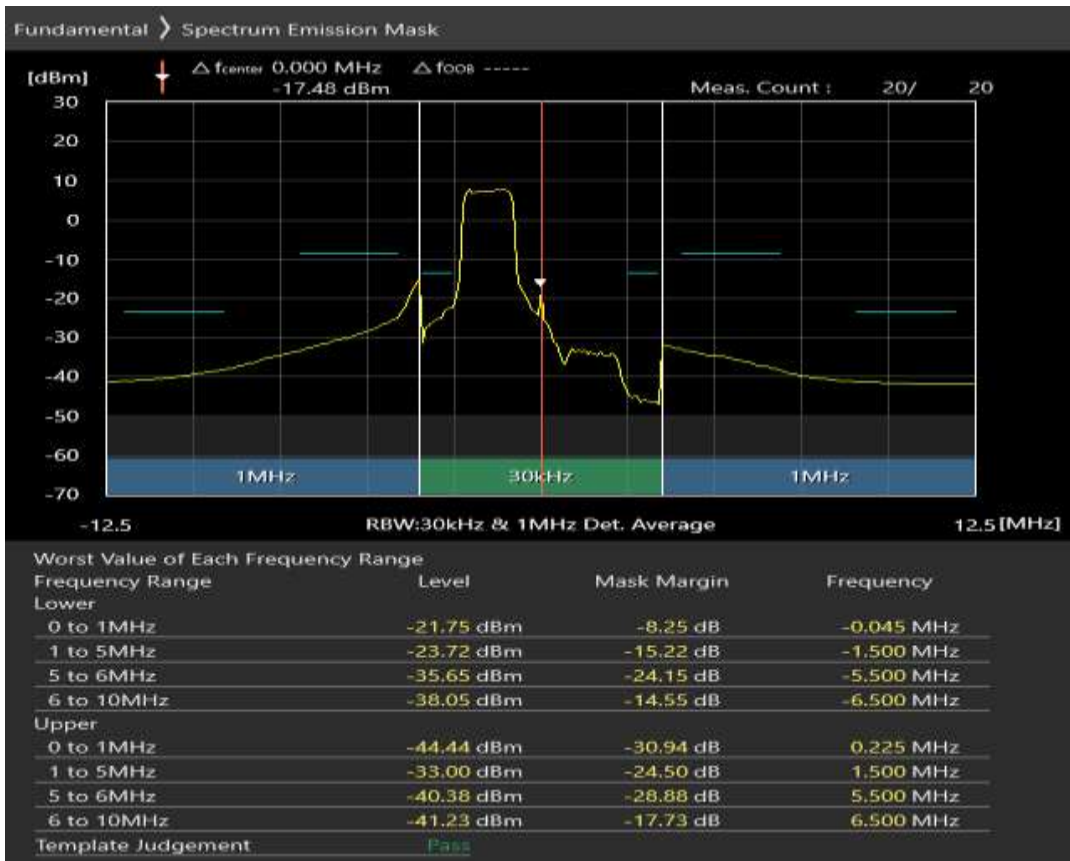 Fundamental ❯ Spectrum Emission Mask
[dBm] △ fcenter 0.000 MHz △ fOOB -----
-17.48 dBm Meas. Count : 20/ 20
30
20
10
0
-10
-20
-30
-40
-50
-60
-70
1MHz 30kHz 1MHz
-12.5 RBW:30kHz & 1MHz Det. Average 12.5 [MHz]
Worst Value of Each Frequency Range
Frequency Range Level Mask Margin Frequency
Lower
0 to 1MHz -21.75 dBm -8.25 dB -0.045 MHz
1 to 5MHz -23.72 dBm -15.22 dB -1.500 MHz
5 to 6MHz -35.65 dBm -24.15 dB -5.500 MHz
6 to 10MHz -38.05 dBm -14.55 dB -6.500 MHz
Upper
0 to 1MHz -44.44 dBm -30.94 dB 0.225 MHz
1 to 5MHz -33.00 dBm -24.50 dB 1.500 MHz
5 to 6MHz -40.38 dBm -28.88 dB 5.500 MHz
6 to 10MHz -41.23 dBm -17.73 dB 6.500 MHz
Template Judgement Pass